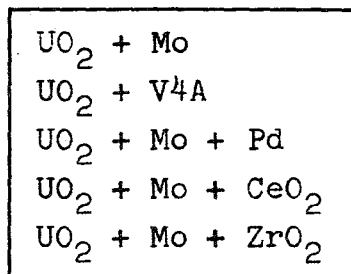 UO2 + Mo
UO2 + V4A
UO2 + Mo + Pd
UO2 + Mo + CeO2
UO2 + Mo + ZrO2